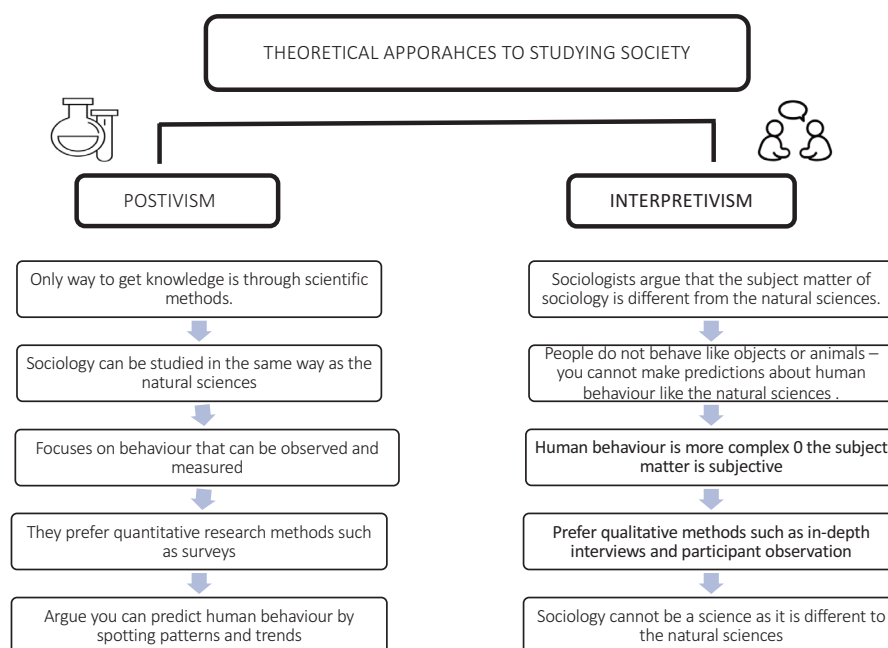 THEORETICAL APPORAHCES TO STUDYING SOCIETY
POSTIVISM
Only way to get knowledge is through scientific
methods.
Sociology can be studied in the same way as the
natural sciences
Focuses on behaviour that can be observed and
measured
They prefer quantitative research methods such
as surveys
Argue you can predict human behaviour by
spotting patterns and trends
INTERPRETIVISM
Sociologists argue that the subject matter of
sociology is different from the natural sciences.
People do not behave like objects or animals –
you cannot make predictions about human
behaviour like the natural sciences .
Human behaviour is more complex 0 the subject
matter is subjective
Prefer qualitative methods such as in-depth
interviews and participant observation
Sociology cannot be a science as it is different to
the natural sciences